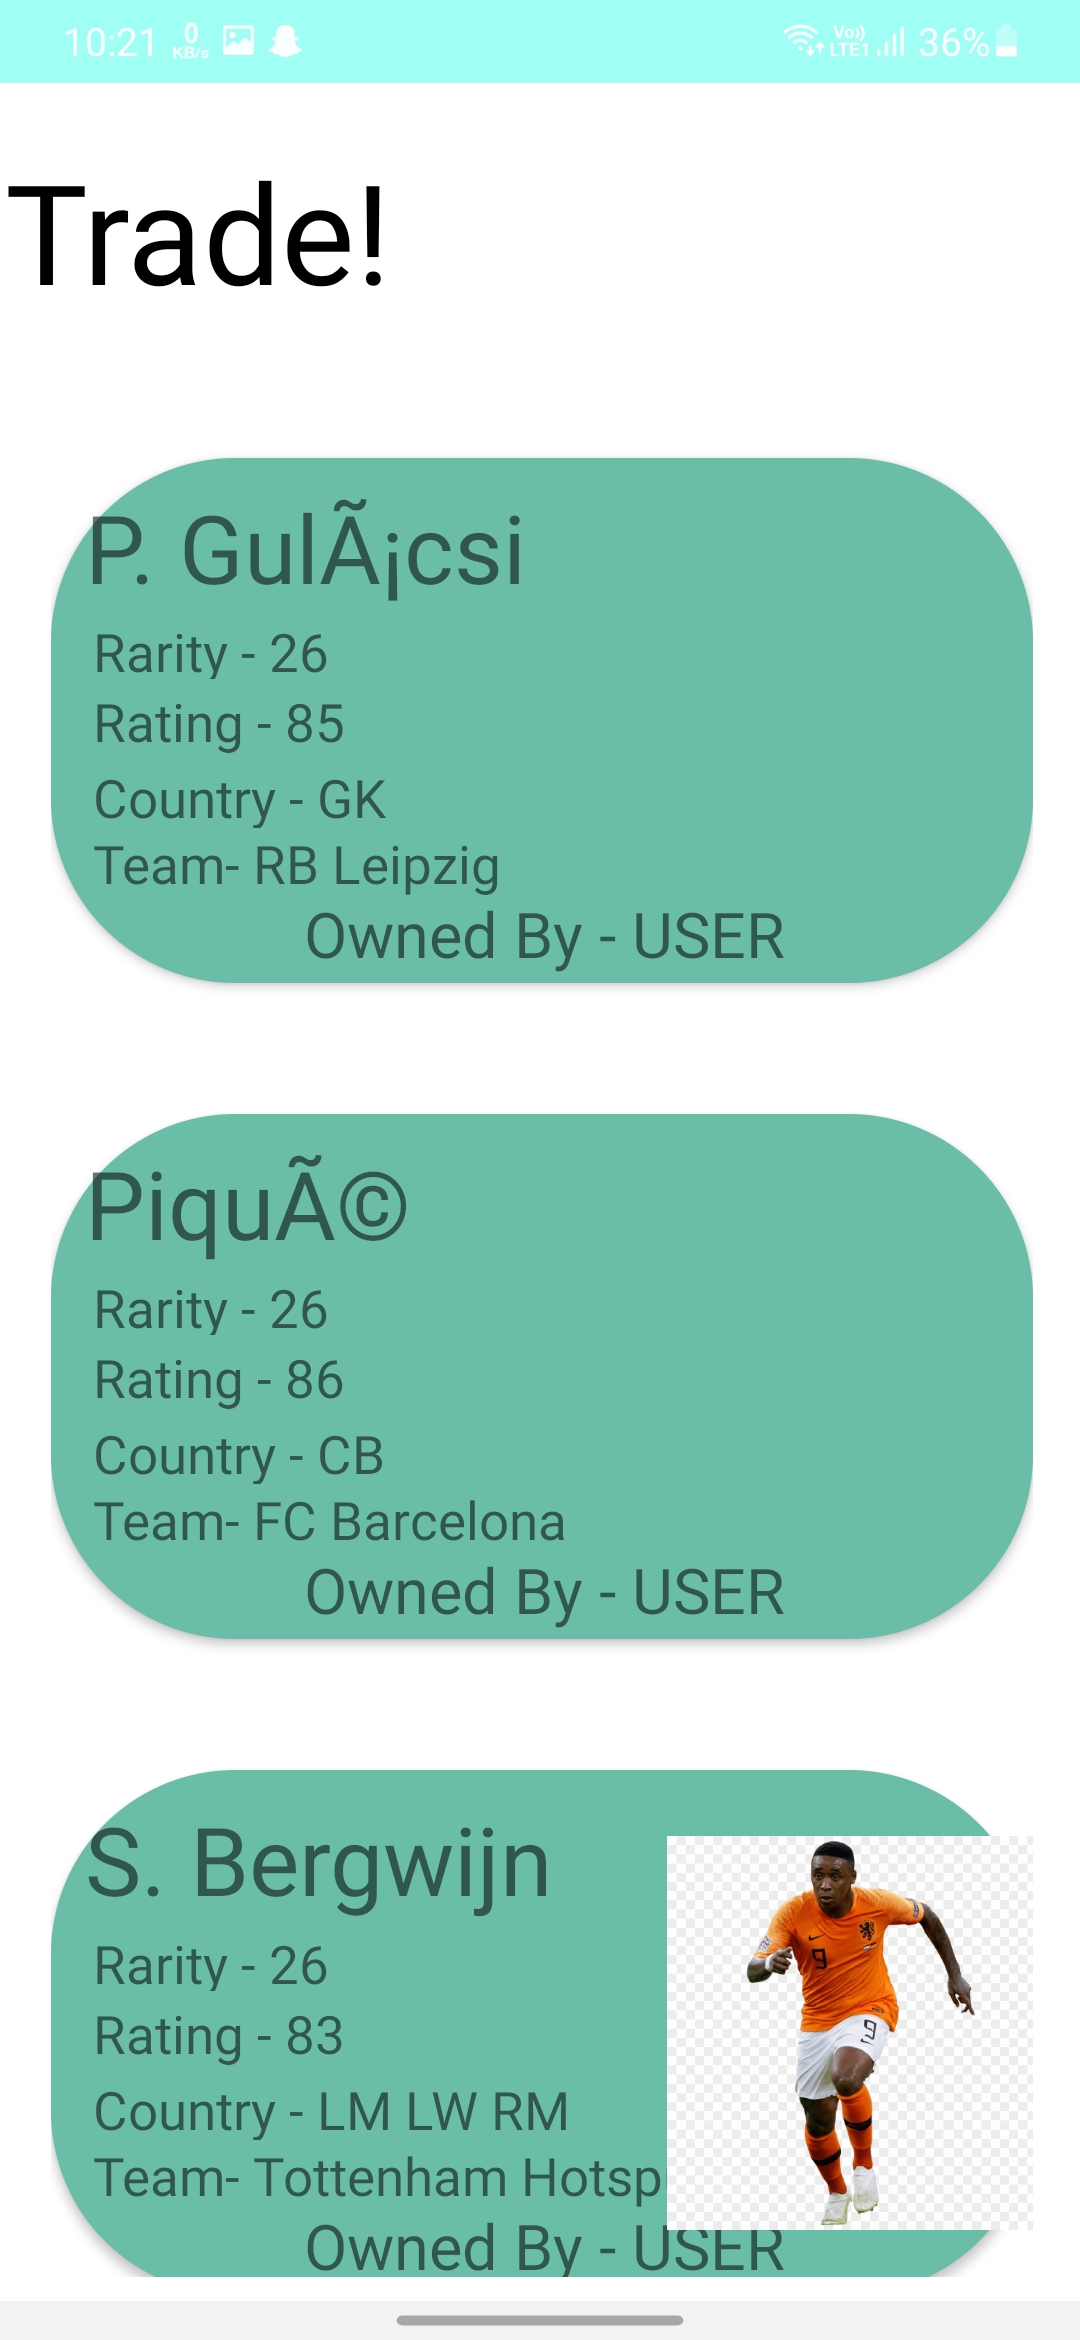 10:21 0 KB/s Vo)) LTE1 36%
Trade!
P. GulÃ¡csi
Rarity - 26
Rating - 85
Country - GK
Team- RB Leipzig
Owned By - USER
PiquÃ©
Rarity - 26
Rating - 86
Country - CB
Team- FC Barcelona
Owned By - USER
S. Bergwijn
Rarity - 26
Rating - 83
Country - LM LW RM
Team- Tottenham Hotsp
Owned By - USER
9
9